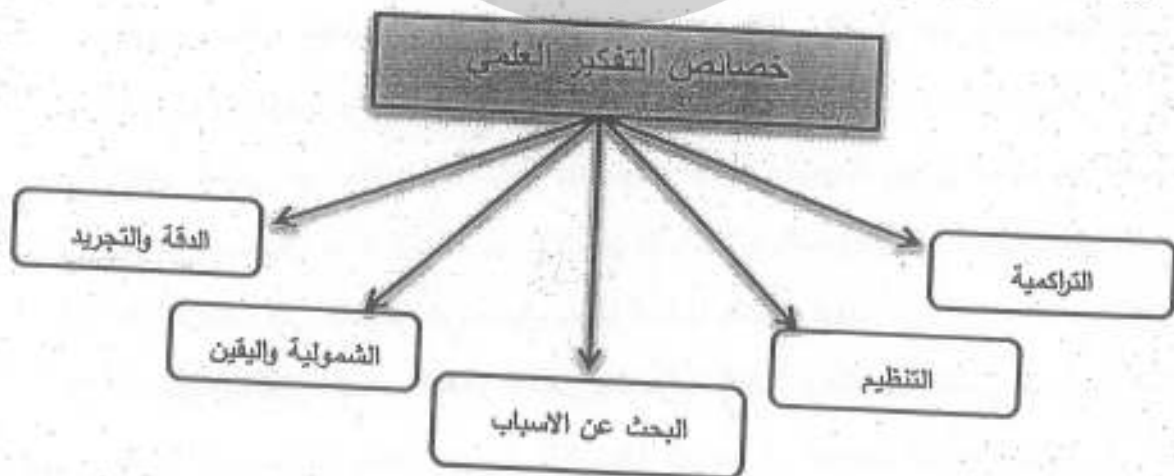 خصائص التفكير العلمي
التراكمية
التنظيم
البحث عن الاسباب
الشمولية واليقين
الدقة والتجريد